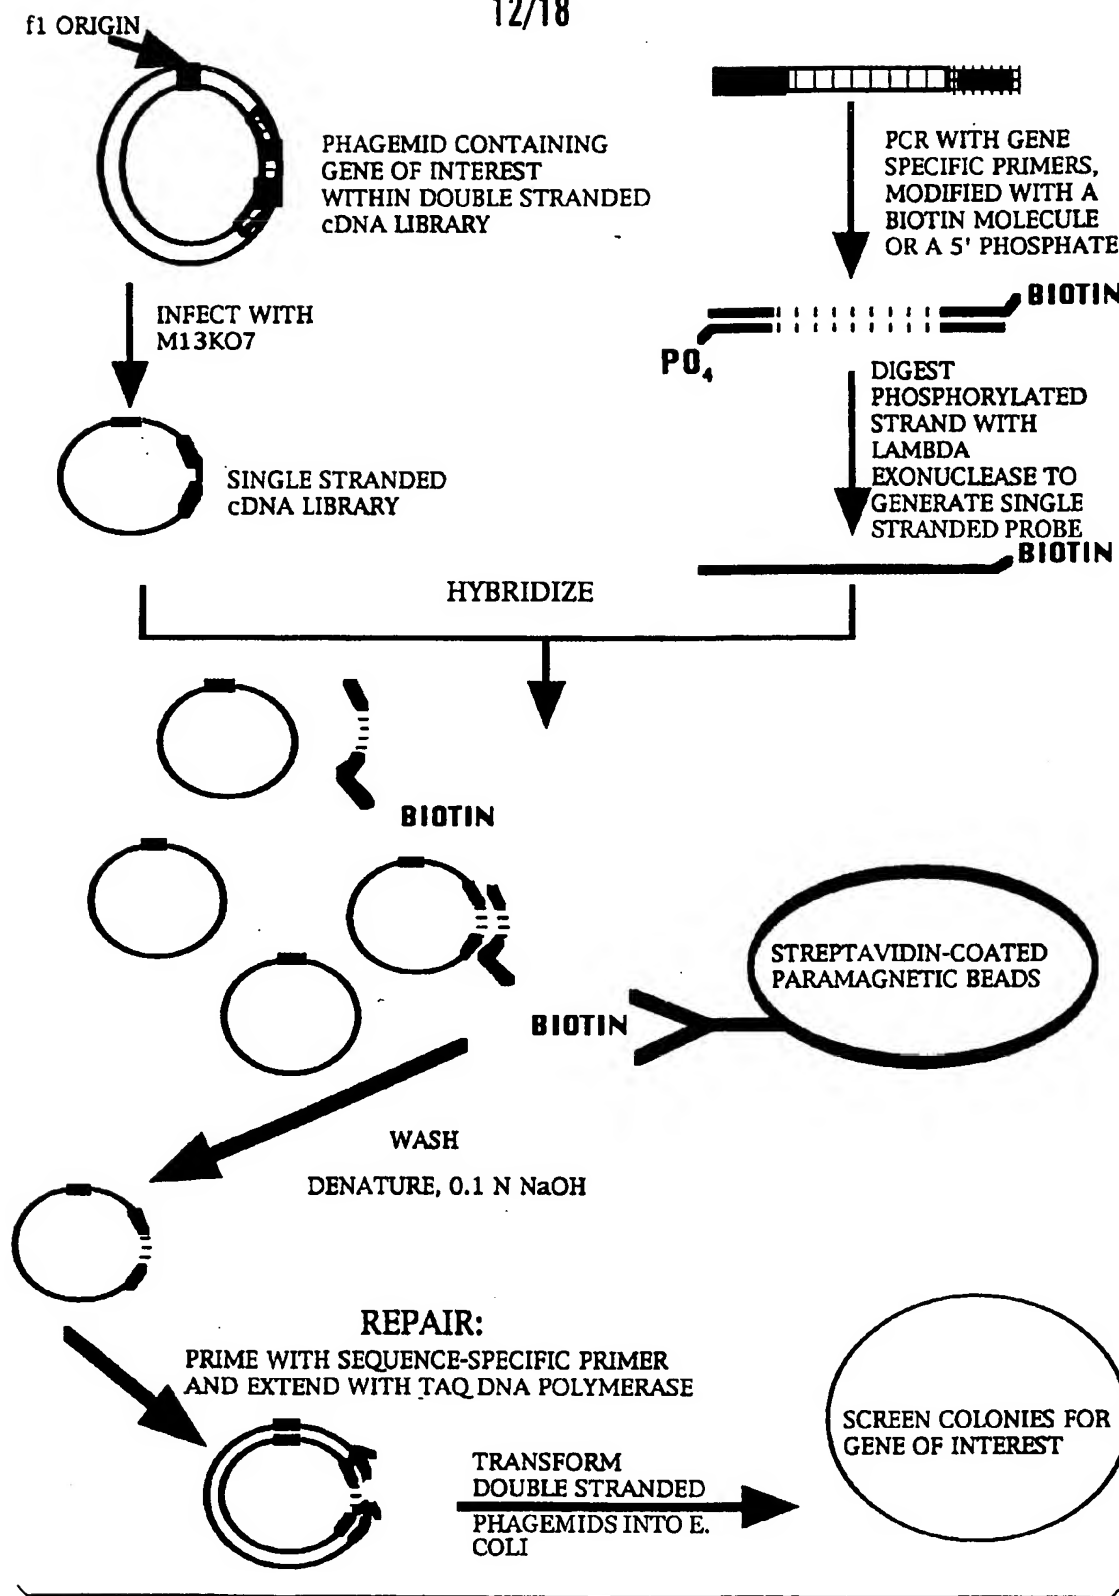 12/18
f1 ORIGIN
PHAGEMID CONTAINING
GENE OF INTEREST
WITHIN DOUBLE STRANDED
cDNA LIBRARY
PCR WITH GENE
SPECIFIC PRIMERS,
MODIFIED WITH A
BIOTIN MOLECULE
OR A 5' PHOSPHATE
INFECT WITH
M13KO7
BIOTIN
PO4
DIGEST
PHOSPHORYLATED
STRAND WITH
LAMBDA
EXONUCLEASE TO
GENERATE SINGLE
STRANDED PROBE
SINGLE STRANDED
cDNA LIBRARY
BIOTIN
HYBRIDIZE
BIOTIN
STREPTAVIDIN-COATED
PARAMAGNETIC BEADS
BIOTIN
WASH
DENATURE, 0.1 N NaOH
REPAIR:
PRIME WITH SEQUENCE-SPECIFIC PRIMER
AND EXTEND WITH TAQ DNA POLYMERASE
TRANSFORM
DOUBLE STRANDED
PHAGEMIDS INTO E.
COLI
SCREEN COLONIES FOR
GENE OF INTEREST